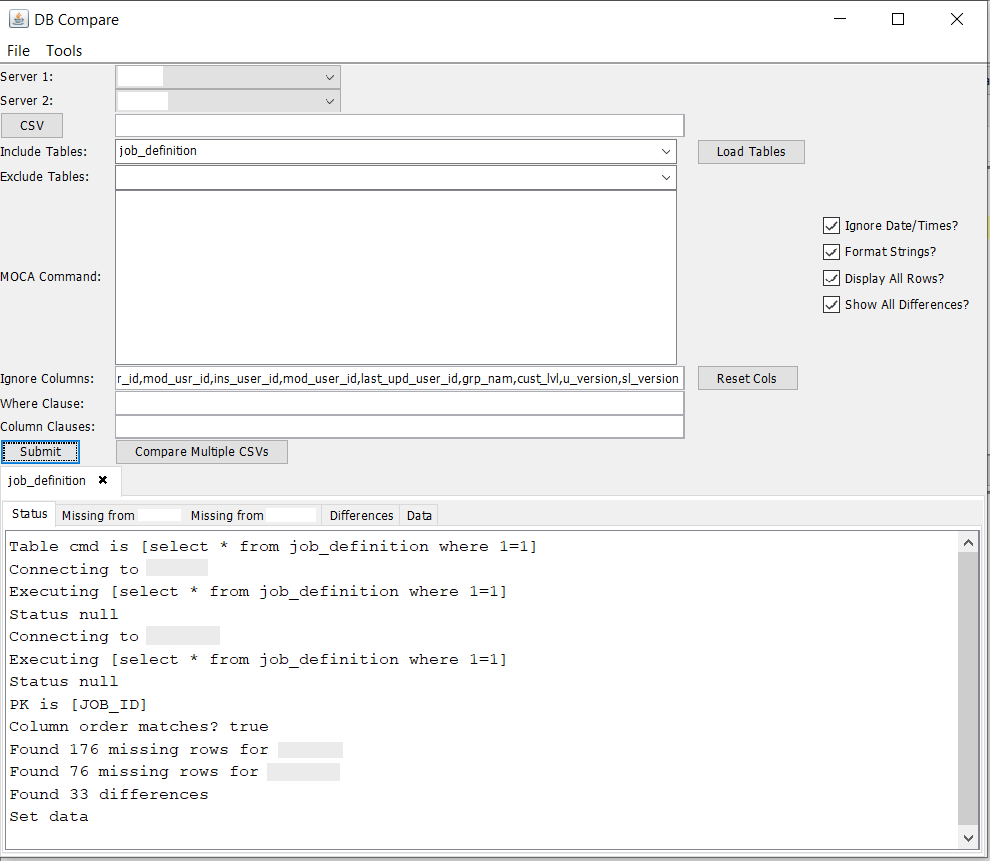 DB Compare
File Tools
Server 1:
Server 2:
CSV
Include Tables: job_definition Load Tables
Exclude Tables:
Ignore Date/Times?
Format Strings?
MOCA Command:
Display All Rows?
Show All Differences?
Ignore Columns: r_id,mod_usr_id,ins_user_id,mod_user_id,last_upd_user_id,grp_nam,cust_lvl,u_version,sl_version Reset Cols
Where Clause:
Column Clauses:
Submit Compare Multiple CSVs
job_definition
Status Missing from Missing from Differences Data
Table cmd is [select * from job_definition where 1=1]
Connecting to
Executing [select * from job_definition where 1=1]
Status null
Connecting to
Executing [select * from job_definition where 1=1]
Status null
PK is [JOB_ID]
Column order matches? true
Found 176 missing rows for
Found 76 missing rows for
Found 33 differences
Set data